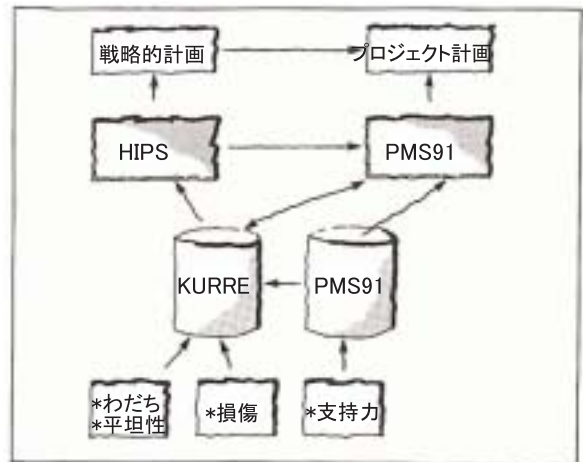 戦略的計画
プロジェクト計画
HIPS
PMS91
KURRE
PMS91
*わだち
*平坦性
*損傷
*支持力